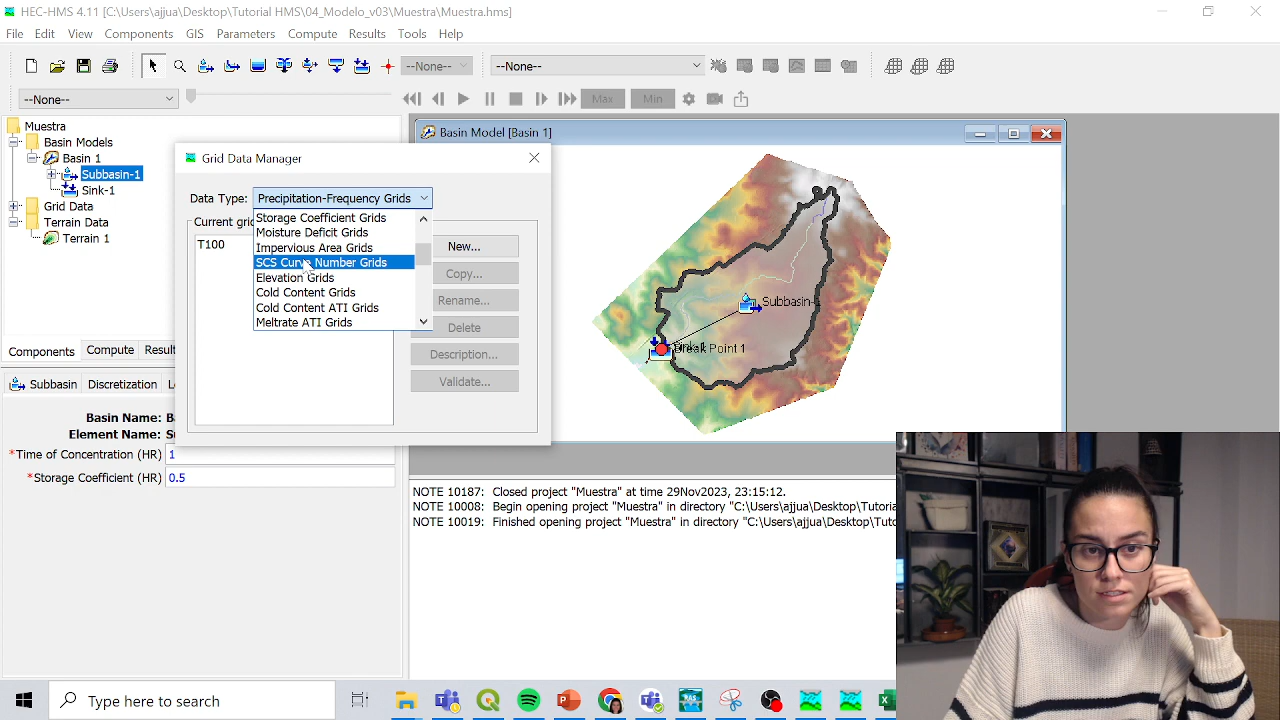 HEC-HMS 4.11 [C:\Users\ajjua\Desktop\Tutorial HMS\04_Modelo_v03\Muestra\Muestra.hms]
File Edit View Components GIS Parameters Compute Results Tools Help
--None-- --None--
--None-- Max Min
Muestra
Basin Models
Basin 1
Subbasin-1
Sink-1
Grid Data
Terrain Data
Terrain 1
Components Compute Result
Subbasin Discretization
Basin Name:
Element Name:
*Time of Concentration (HR) 1
*Storage Coefficient (HR) 0.5
Grid Data Manager
Data Type: Precipitation-Frequency Grids
Current grid
T100
Storage Coefficient Grids
Moisture Deficit Grids
Impervious Area Grids
SCS Curve Number Grids
Elevation Grids
Cold Content Grids
Cold Content ATI Grids
Meltrate ATI Grids
New...
Copy...
Rename...
Delete
Description...
Validate...
Basin Model [Basin 1]
Subbasin-1
Break Point 1
NOTE 10187: Closed project "Muestra" at time 29Nov2023, 23:15:12.
NOTE 10008: Begin opening project "Muestra" in directory "C:\Users\ajjua\Desktop\Tutoria
NOTE 10019: Finished opening project "Muestra" in directory "C:\Users\ajjua\Desktop\Tuto
Type here to search